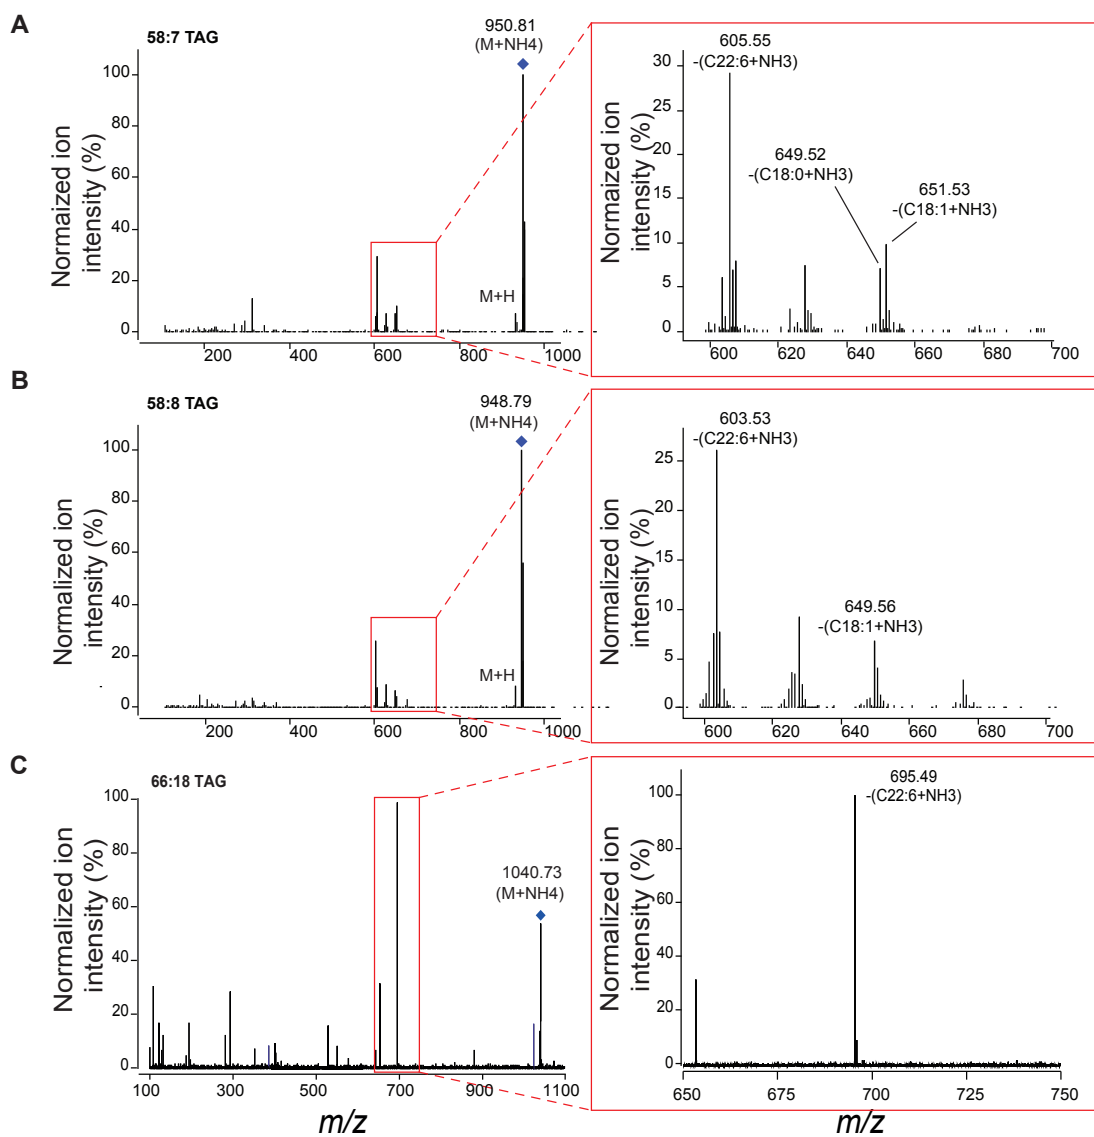 A
58:7 TAG
950.81
(M+NH4)
Normaized ion
intensity (%)
100
80
60
40
20
0
M+H
200
400
600
800
1000
605.55
-(C22:6+NH3)
649.52
-(C18:0+NH3)
651.53
-(C18:1+NH3)
Normalized ion
intensity (%)
30
25
20
15
10
5
0
600
620
640
660
680
700
B
58:8 TAG
948.79
(M+NH4)
Normalized ion
intensity (%)
100
80
60
40
20
0
M+H
200
400
600
800
1000
603.53
-(C22:6+NH3)
649.56
-(C18:1+NH3)
Normalized ion
intensity (%)
25
20
15
10
5
0
600
620
640
660
680
700
C
66:18 TAG
1040.73
(M+NH4)
Normalized ion
intensity (%)
100
80
60
40
20
0
100
300
500
700
900
1100
m/z
695.49
-(C22:6+NH3)
Normalized ion
intensity (%)
100
80
60
40
20
0
650
675
700
725
750
m/z